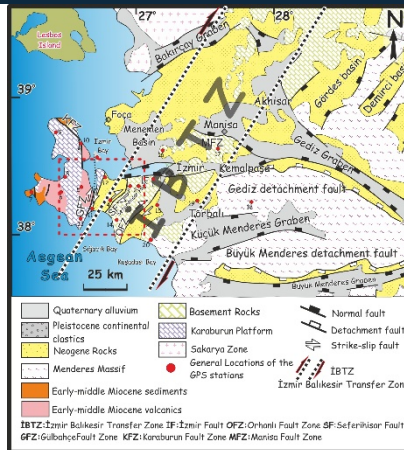 27° 28°
N
Lesbos
Island
Bakırçay Graben
39°
Akhisar
Gördes basin
Demirci basin
Foça
Menemen
Basin
Manisa
MFZ
İzmir
Bay
İzmir
Kemalpaşa
Gediz Graben
Gediz detachment fault
İBTZ
GFZ
Torbalı
38°
Küçük Menderes Graben
Sığacık Bay
Kuşadası Bay
Aegean
Sea
Büyük Menderes detachment fault
25 km
Büyük Menderes Graben
Quaternary alluvium
Pleistocene continental
clastics
Neogene Rocks
Menderes Massif
Early-middle Miocene sediments
Early-middle Miocene volcanics
Basement Rocks
Karaburun Platform
Sakarya Zone
General Locations of the
GPS stations
Normal fault
Detachment fault
Strike-slip fault
İBTZ
İzmir Balıkesir Transfer Zone
İBTZ:İzmir Balıkesir Transfer Zone İF:İzmir Fault OFZ:Orhanlı Fault Zone SF:Seferihisar Fault
GFZ:GülbahçeFault Zone KFZ:Karaburun Fault Zone MFZ:Manisa Fault Zone